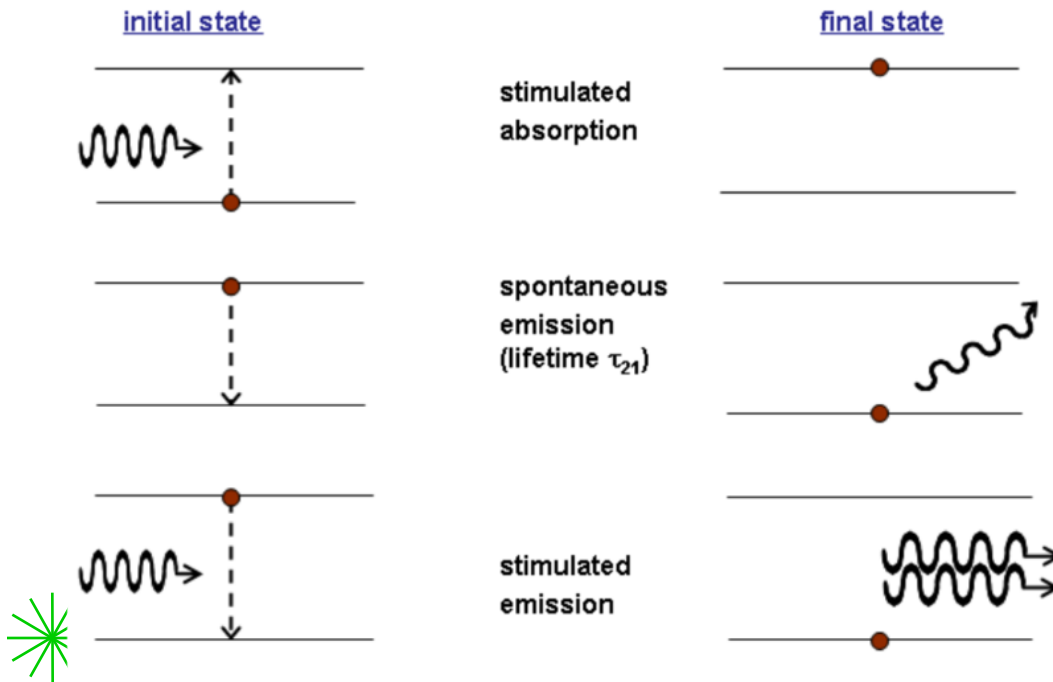 initial state
final state
stimulated
absorption
spontaneous
emission
(lifetime τ₂₁)
stimulated
emission